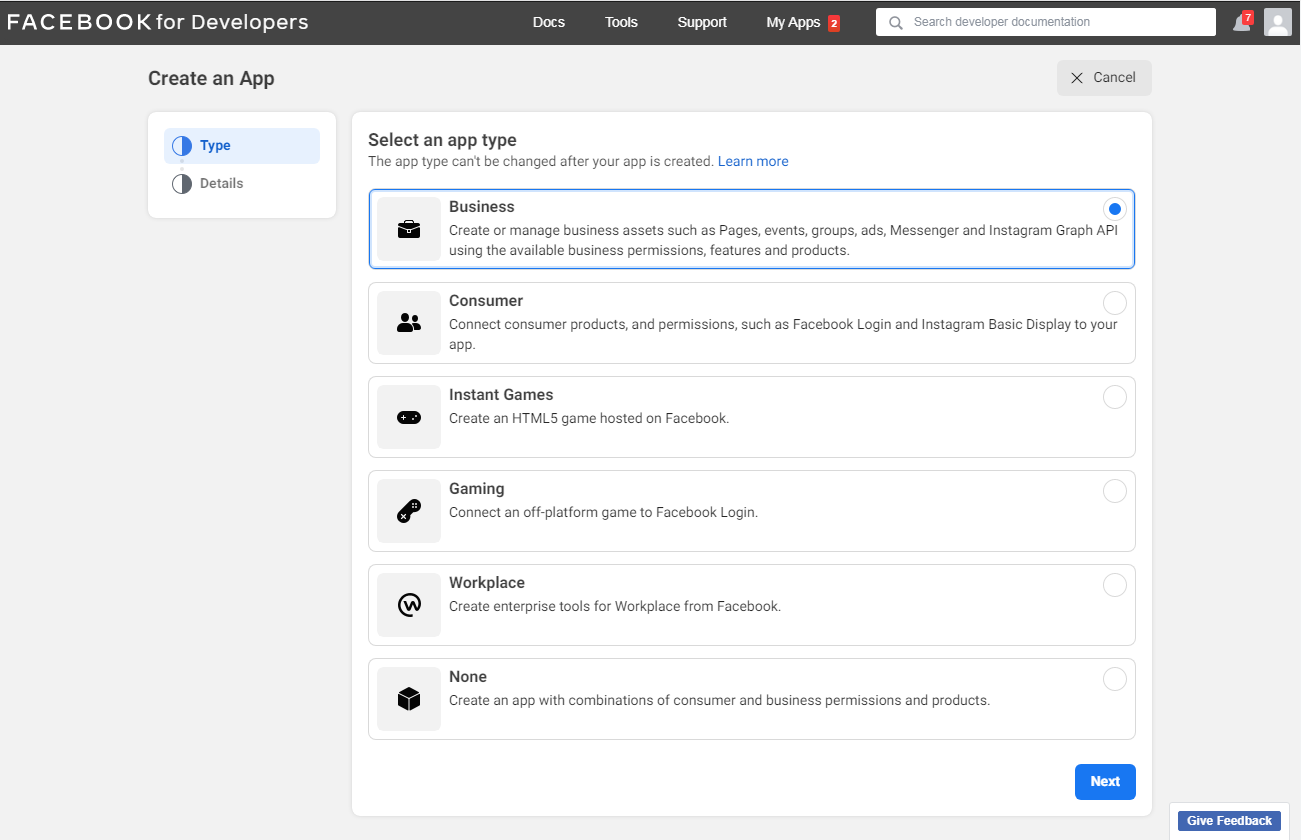 FACEBOOK for Developers
Docs
Tools
Support
My Apps 2
Search developer documentation
7
Create an App
Cancel
Type
Details
Select an app type
The app type can't be changed after your app is created. Learn more
Business
Create or manage business assets such as Pages, events, groups, ads, Messenger and Instagram Graph API
using the available business permissions, features and products.
Consumer
Connect consumer products, and permissions, such as Facebook Login and Instagram Basic Display to your
app.
Instant Games
Create an HTML5 game hosted on Facebook.
Gaming
Connect an off-platform game to Facebook Login.
Workplace
Create enterprise tools for Workplace from Facebook.
None
Create an app with combinations of consumer and business permissions and products.
Next
Give Feedback